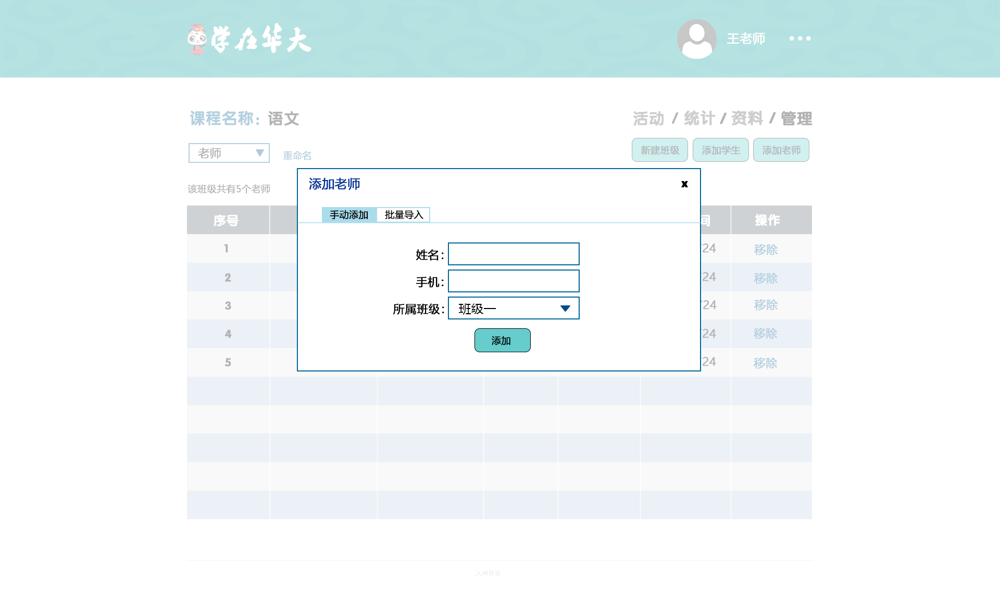 学在华大
王老师
课程名称：语文
活动 / 统计 / 资料 / 管理
老师
重命名
新建班级
添加学生
添加老师
该班级共有5个老师
添加老师
x
手动添加
批量导入
姓名：
手机：
所属班级：
班级一
添加
序号
间
操作
1
24
移除
2
24
移除
3
24
移除
4
24
移除
5
24
移除
入网许可